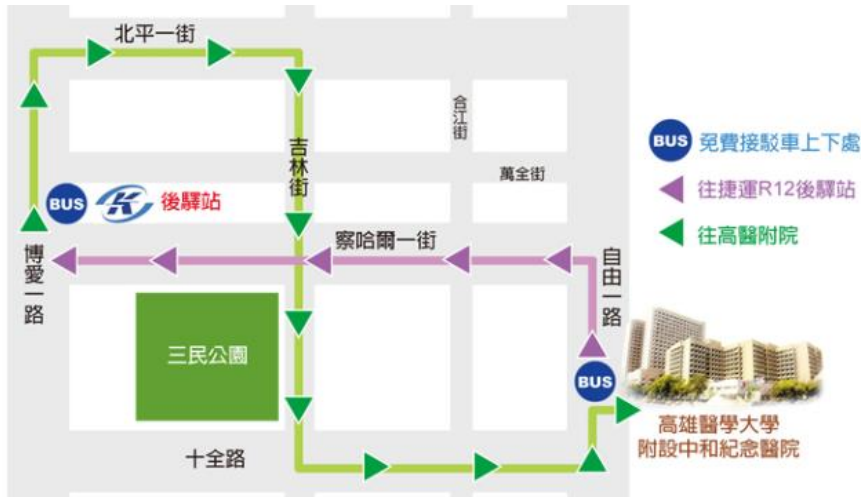 北平一街
合江街
吉林街
萬全街
BUS
K
後驛站
博愛一路
察哈爾一街
自由一路
三民公園
BUS
十全路
高雄醫學大學
附設中和紀念醫院
BUS 免費接駁車上下處
往捷運R12後驛站
往高醫附院